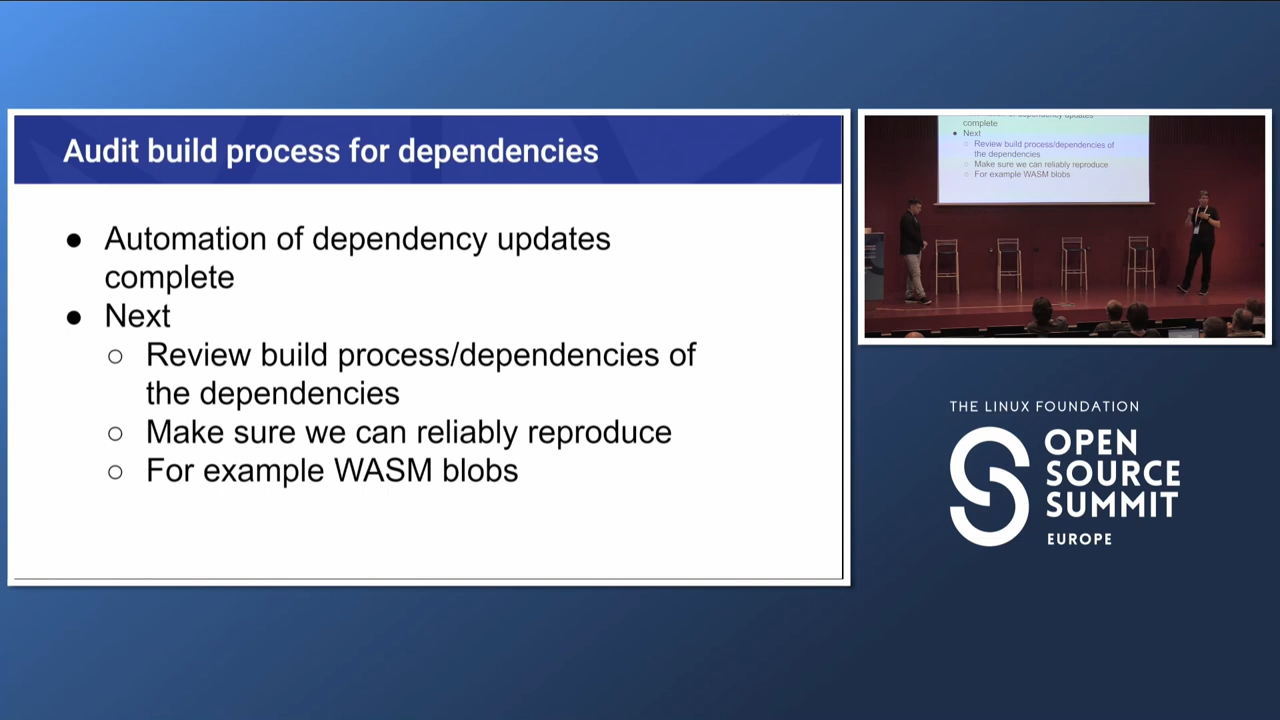 Audit build process for dependencies
● Automation of dependency updates
complete
● Next
○ Review build process/dependencies of
the dependencies
○ Make sure we can reliably reproduce
○ For example WASM blobs
dependency updates
complete
● Next
○ Review build process/dependencies of
the dependencies
○ Make sure we can reliably reproduce
○ For example WASM blobs
THE LINUX FOUNDATION
OPEN
SOURCE
SUMMIT
EUROPE